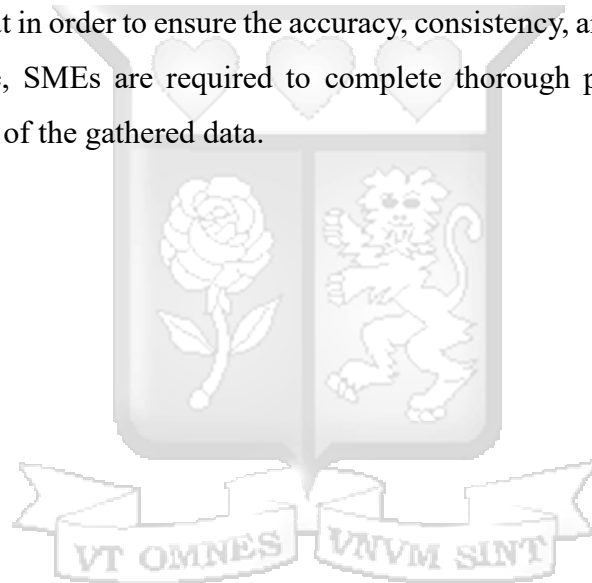 t in order to ensure the accuracy, consistency, a
, SMEs are required to complete thorough p
of the gathered data.
VT OMNES VNVM SINT